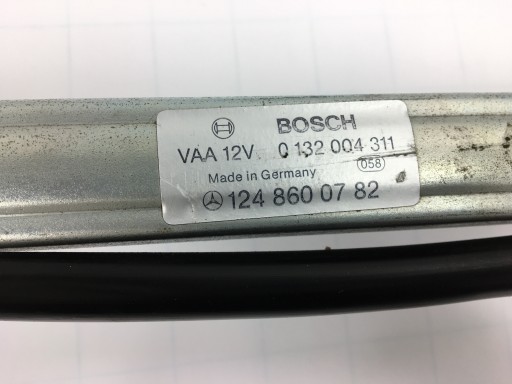 BOSCH
VAA 12V 0 132 004 311
058
Made in Germany
124 860 07 82